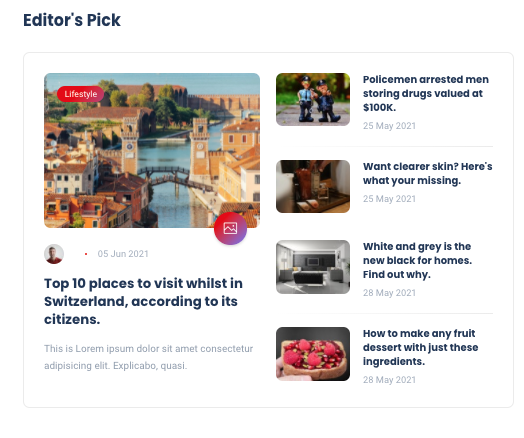 Editor's Pick
Lifestyle
05 Jun 2021
Top 10 places to visit whilst in
Switzerland, according to its
citizens.
This is Lorem ipsum dolor sit amet consectetur
adipisicing elit. Explicabo, quasi.
Policemen arrested men
storing drugs valued at
$100K.
25 May 2021
Want clearer skin? Here's
what your missing.
25 May 2021
White and grey is the
new black for homes.
Find out why.
28 May 2021
How to make any fruit
dessert with just these
ingredients.
28 May 2021